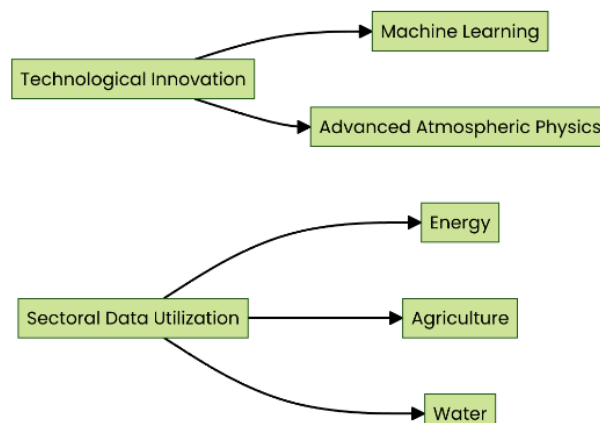 Machine Learning
Technological Innovation
Advanced Atmospheric Physics
Energy
Sectoral Data Utilization
Agriculture
Water